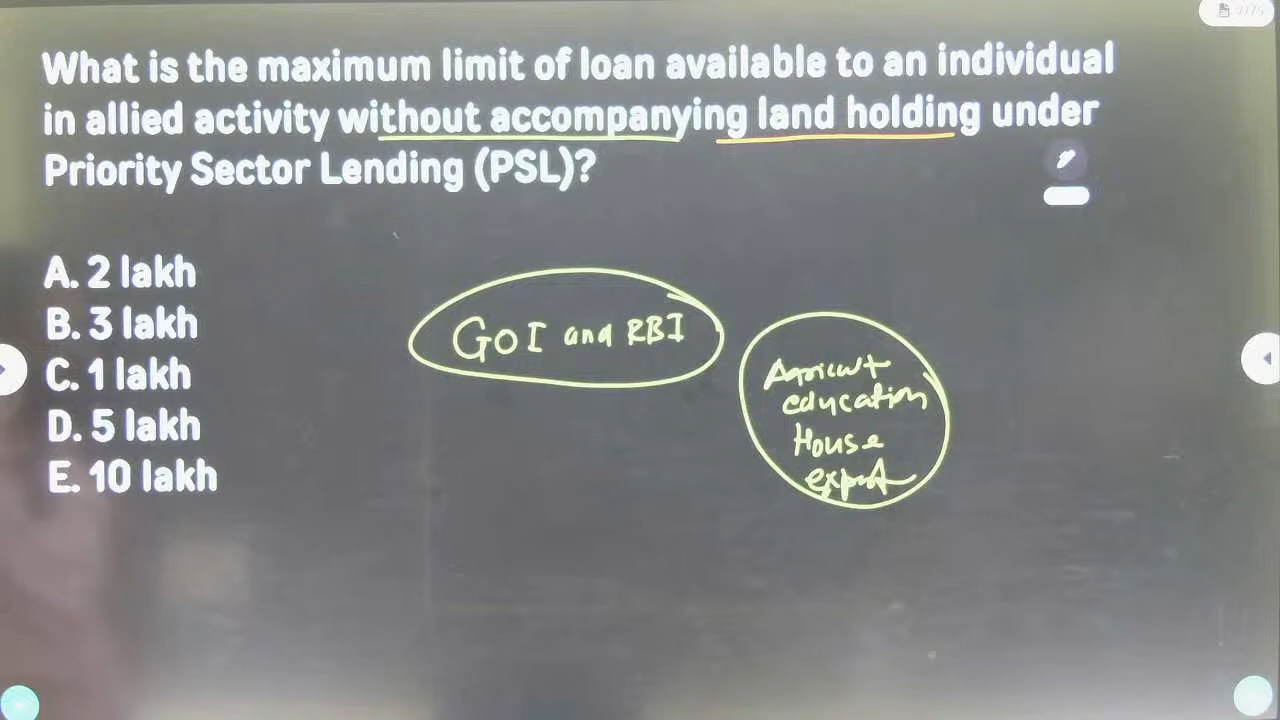 What is the maximum limit of loan available to an individual
in allied activity without accompanying land holding under
Priority Sector Lending (PSL)?
A. 2 lakh
B. 3 lakh
C. 1 lakh
D. 5 lakh
E. 10 lakh
GOI and RBI
education
House